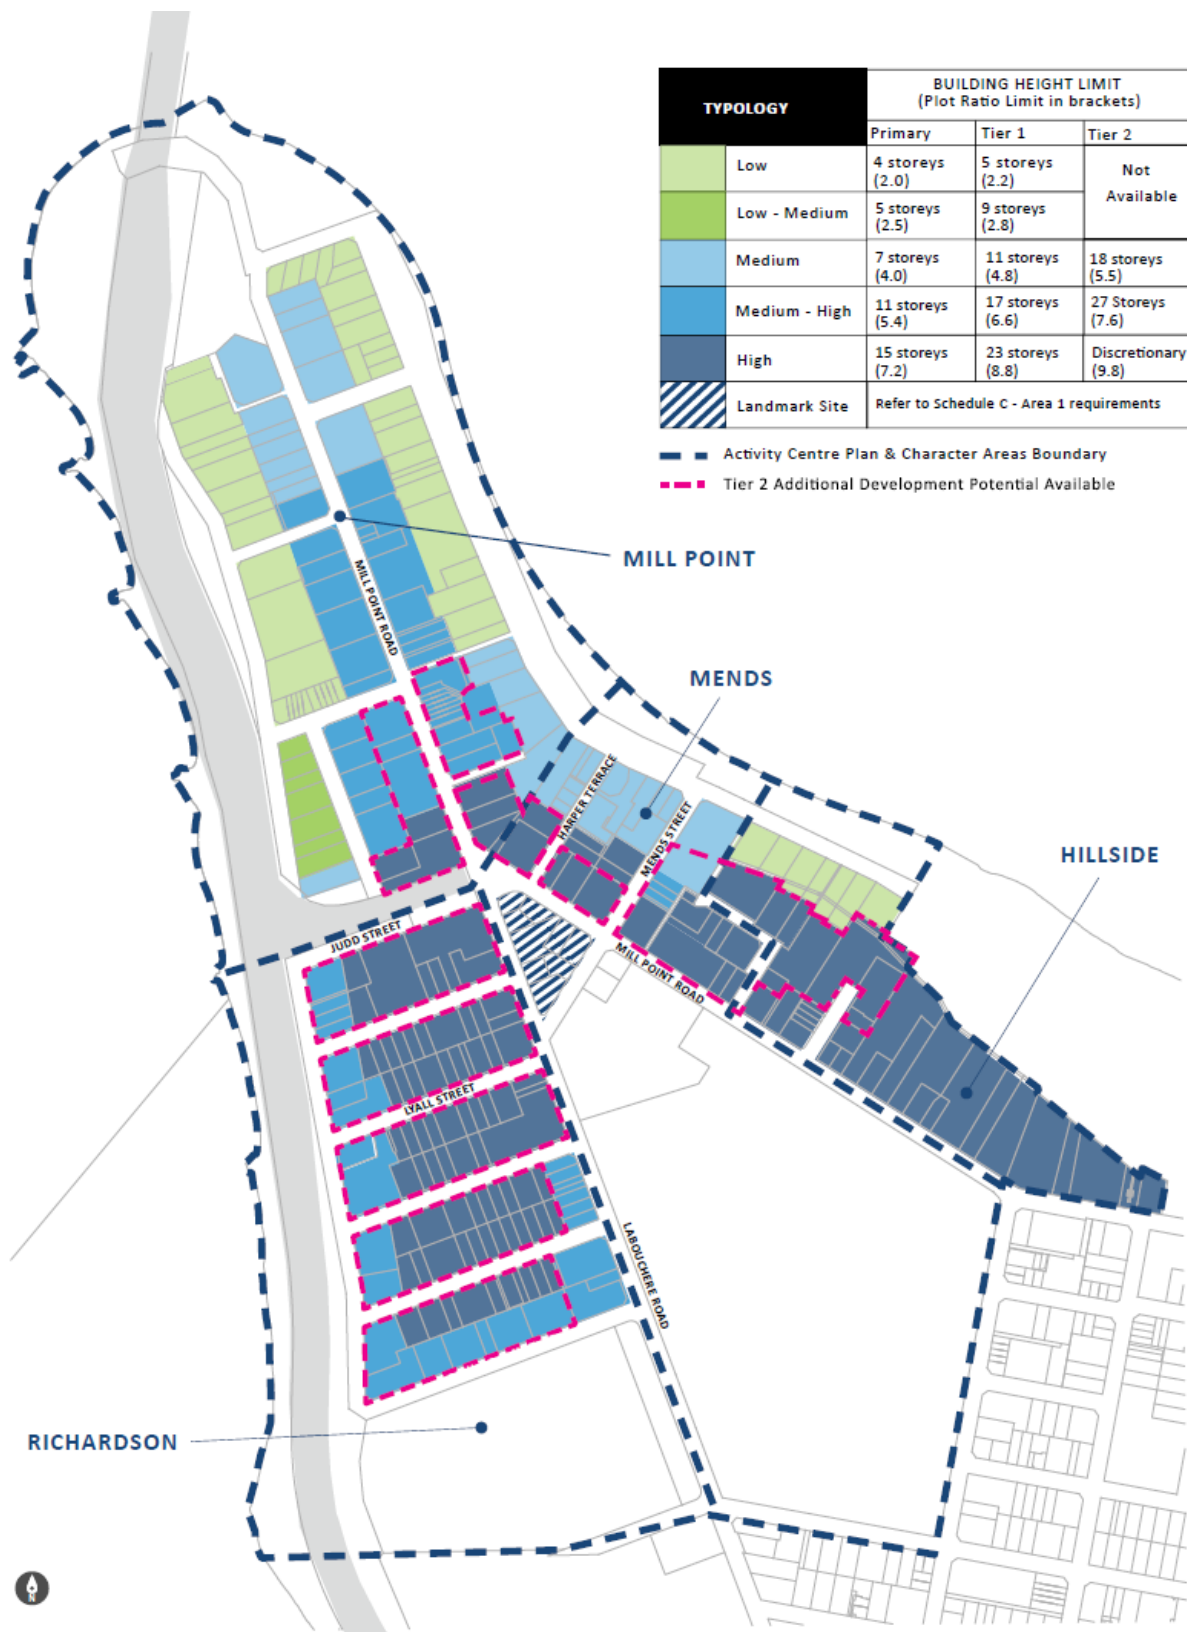 TYPOLOGY
BUILDING HEIGHT LIMIT
(Plot Ratio Limit in brackets)
Primary
Tier 1
Tier 2
Low
4 storeys
(2.0)
5 storeys
(2.2)
Not
Available
Low - Medium
5 storeys
(2.5)
9 storeys
(2.8)
Medium
7 storeys
(4.0)
11 storeys
(4.8)
18 storeys
(5.5)
Medium - High
11 storeys
(5.4)
17 storeys
(6.6)
27 Storeys
(7.6)
High
15 storeys
(7.2)
23 storeys
(8.8)
Discretionary
(9.8)
Landmark Site
Refer to Schedule C - Area 1 requirements
Activity Centre Plan & Character Areas Boundary
Tier 2 Additional Development Potential Available
MILL POINT
MILL POINT ROAD
MENDS
HARPER TERRACE
MENDS STREET
HILLSIDE
JUDD STREET
MILL POINT ROAD
LYALL STREET
LABOUCHERE ROAD
RICHARDSON
N